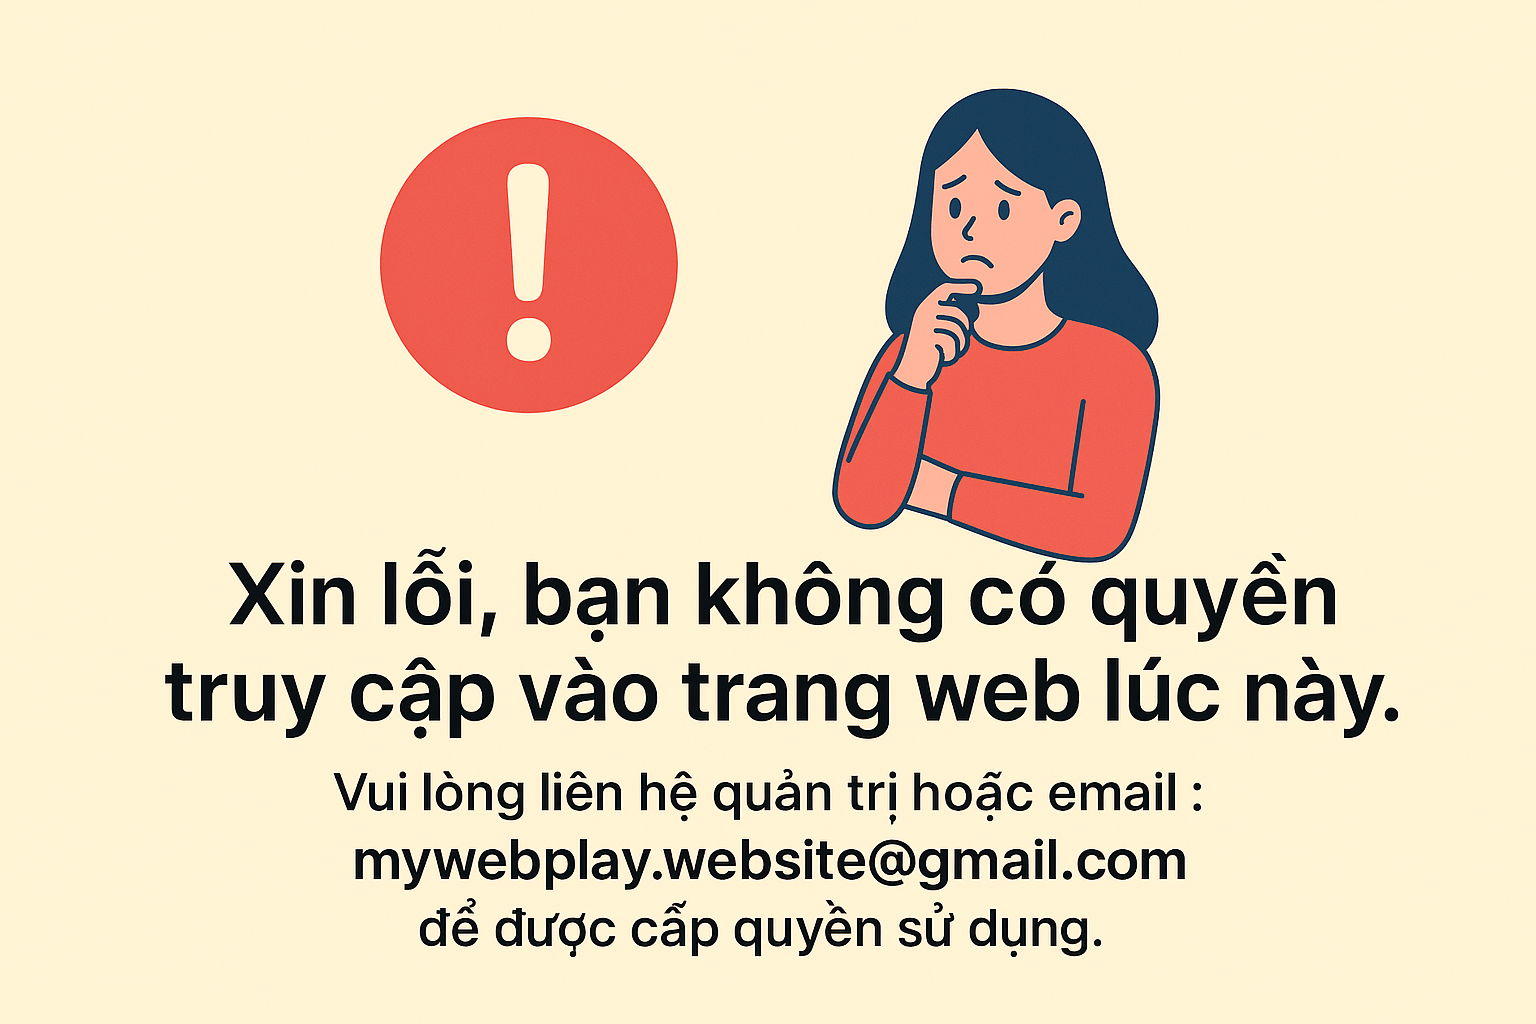 Xin lỗi, bạn không có quyền
truy cập vào trang web lúc này.
Vui lòng liên hệ quản trị hoặc email :
mywebplay.website@gmail.com
để được cấp quyền sử dụng.